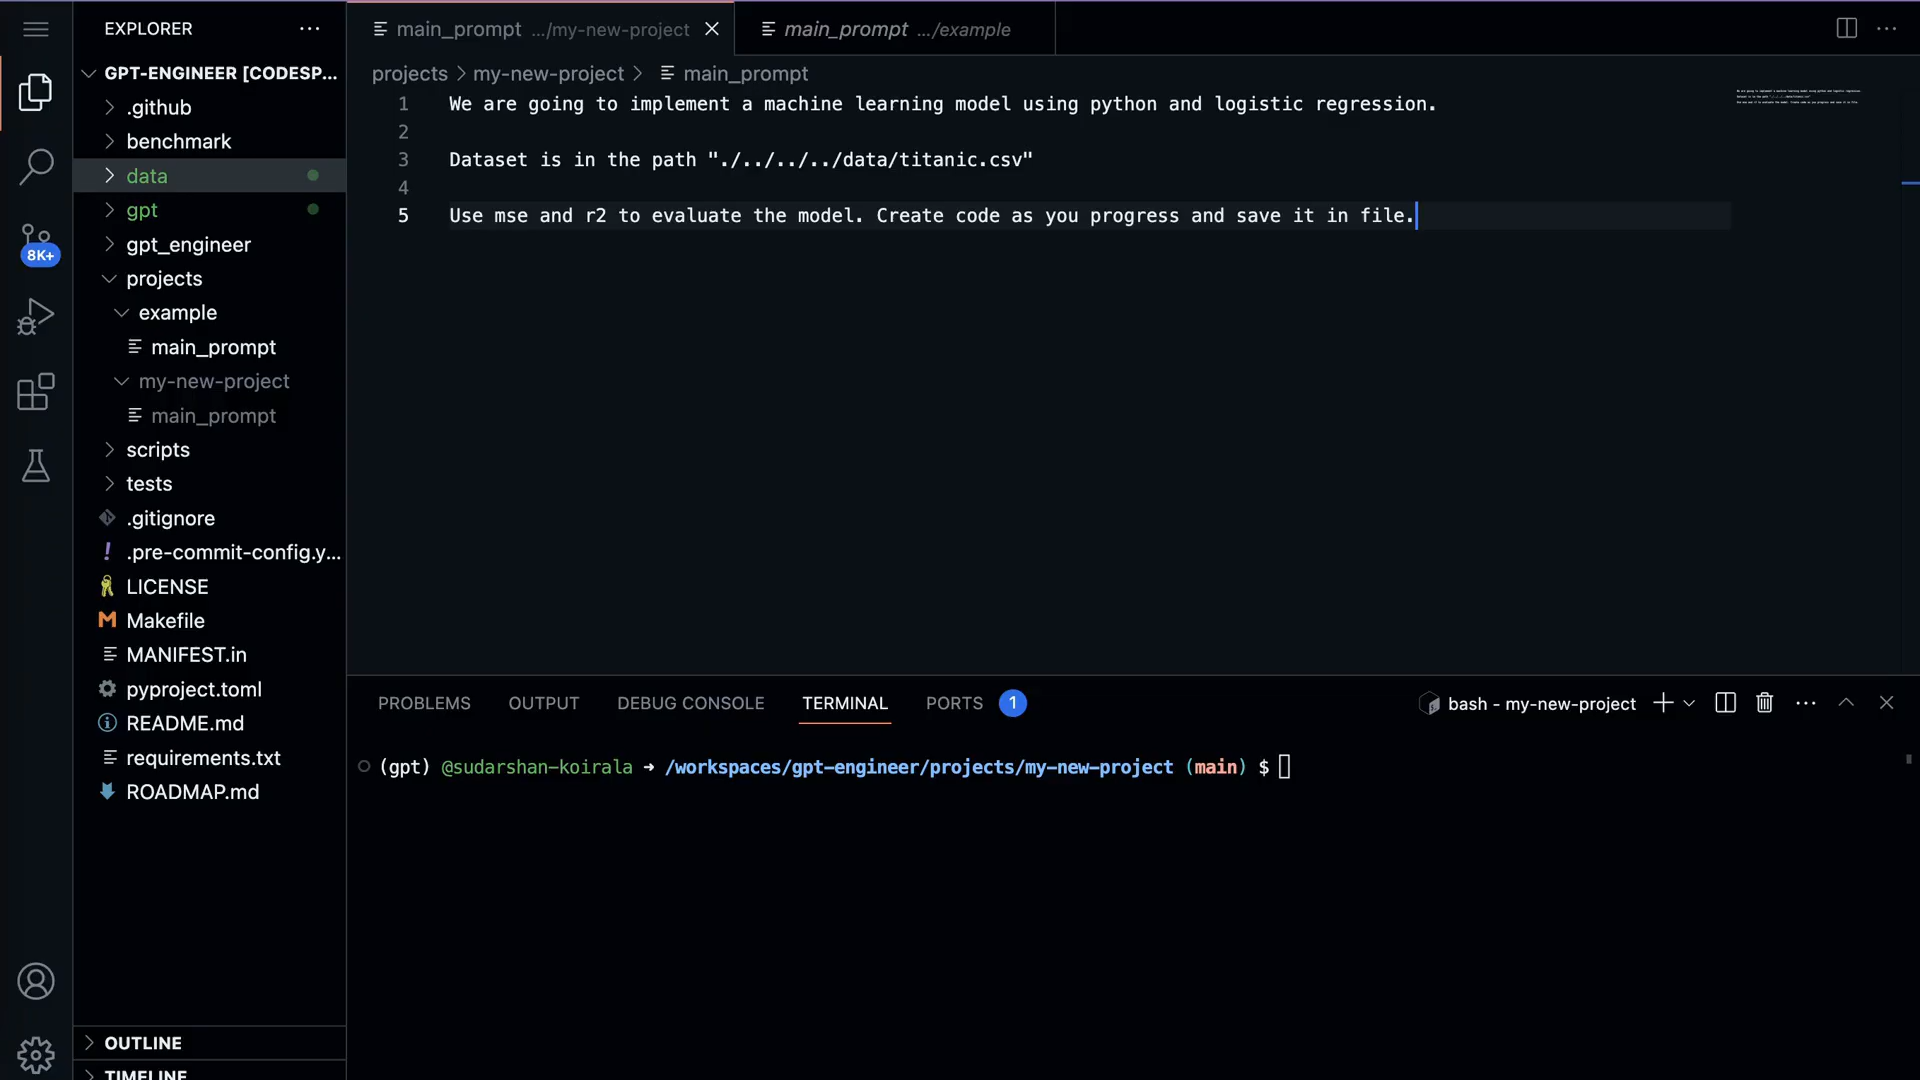 EXPLORER
GPT-ENGINEER [CODESP...
.github
benchmark
data
gpt
gpt_engineer
projects
example
main_prompt
my-new-project
main_prompt
scripts
tests
.gitignore
.pre-commit-config.y...
LICENSE
Makefile
MANIFEST.in
pyproject.toml
README.md
requirements.txt
ROADMAP.md
OUTLINE
TIMELINE
8K+
main_prompt .../my-new-project
main_prompt .../example
projects > my-new-project > main_prompt
1 We are going to implement a machine learning model using python and logistic regression.
2
3 Dataset is in the path "./../../../data/titanic.csv"
4
5 Use mse and r2 to evaluate the model. Create code as you progress and save it in file.
PROBLEMS OUTPUT DEBUG CONSOLE TERMINAL PORTS 1
bash - my-new-project
(gpt) @sudarshan-koirala → /workspaces/gpt-engineer/projects/my-new-project (main) $